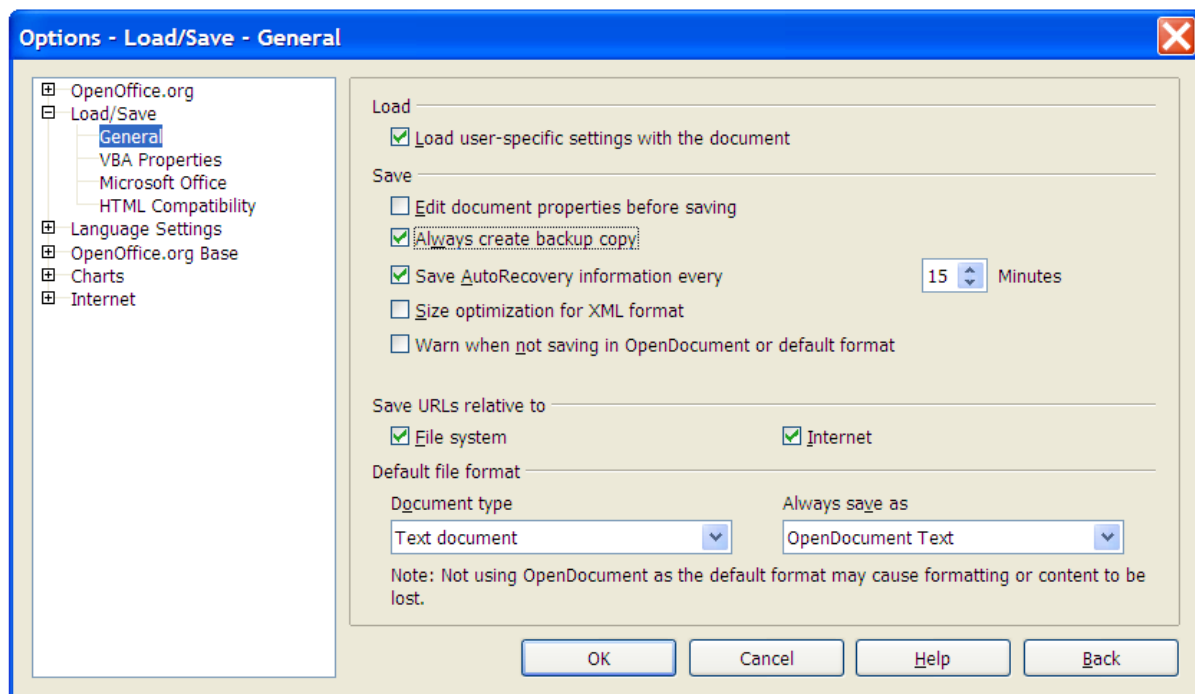 Options - Load/Save - General
OpenOffice.org
Load/Save
General
VBA Properties
Microsoft Office
HTML Compatibility
Language Settings
OpenOffice.org Base
Charts
Internet
Load
Load user-specific settings with the document
Save
Edit document properties before saving
Always create backup copy
Save AutoRecovery information every 15 Minutes
Size optimization for XML format
Warn when not saving in OpenDocument or default format
Save URLs relative to
File system Internet
Default file format
Document type Always save as
Text document OpenDocument Text
Note: Not using OpenDocument as the default format may cause formatting or content to be
lost.
OK Cancel Help Back